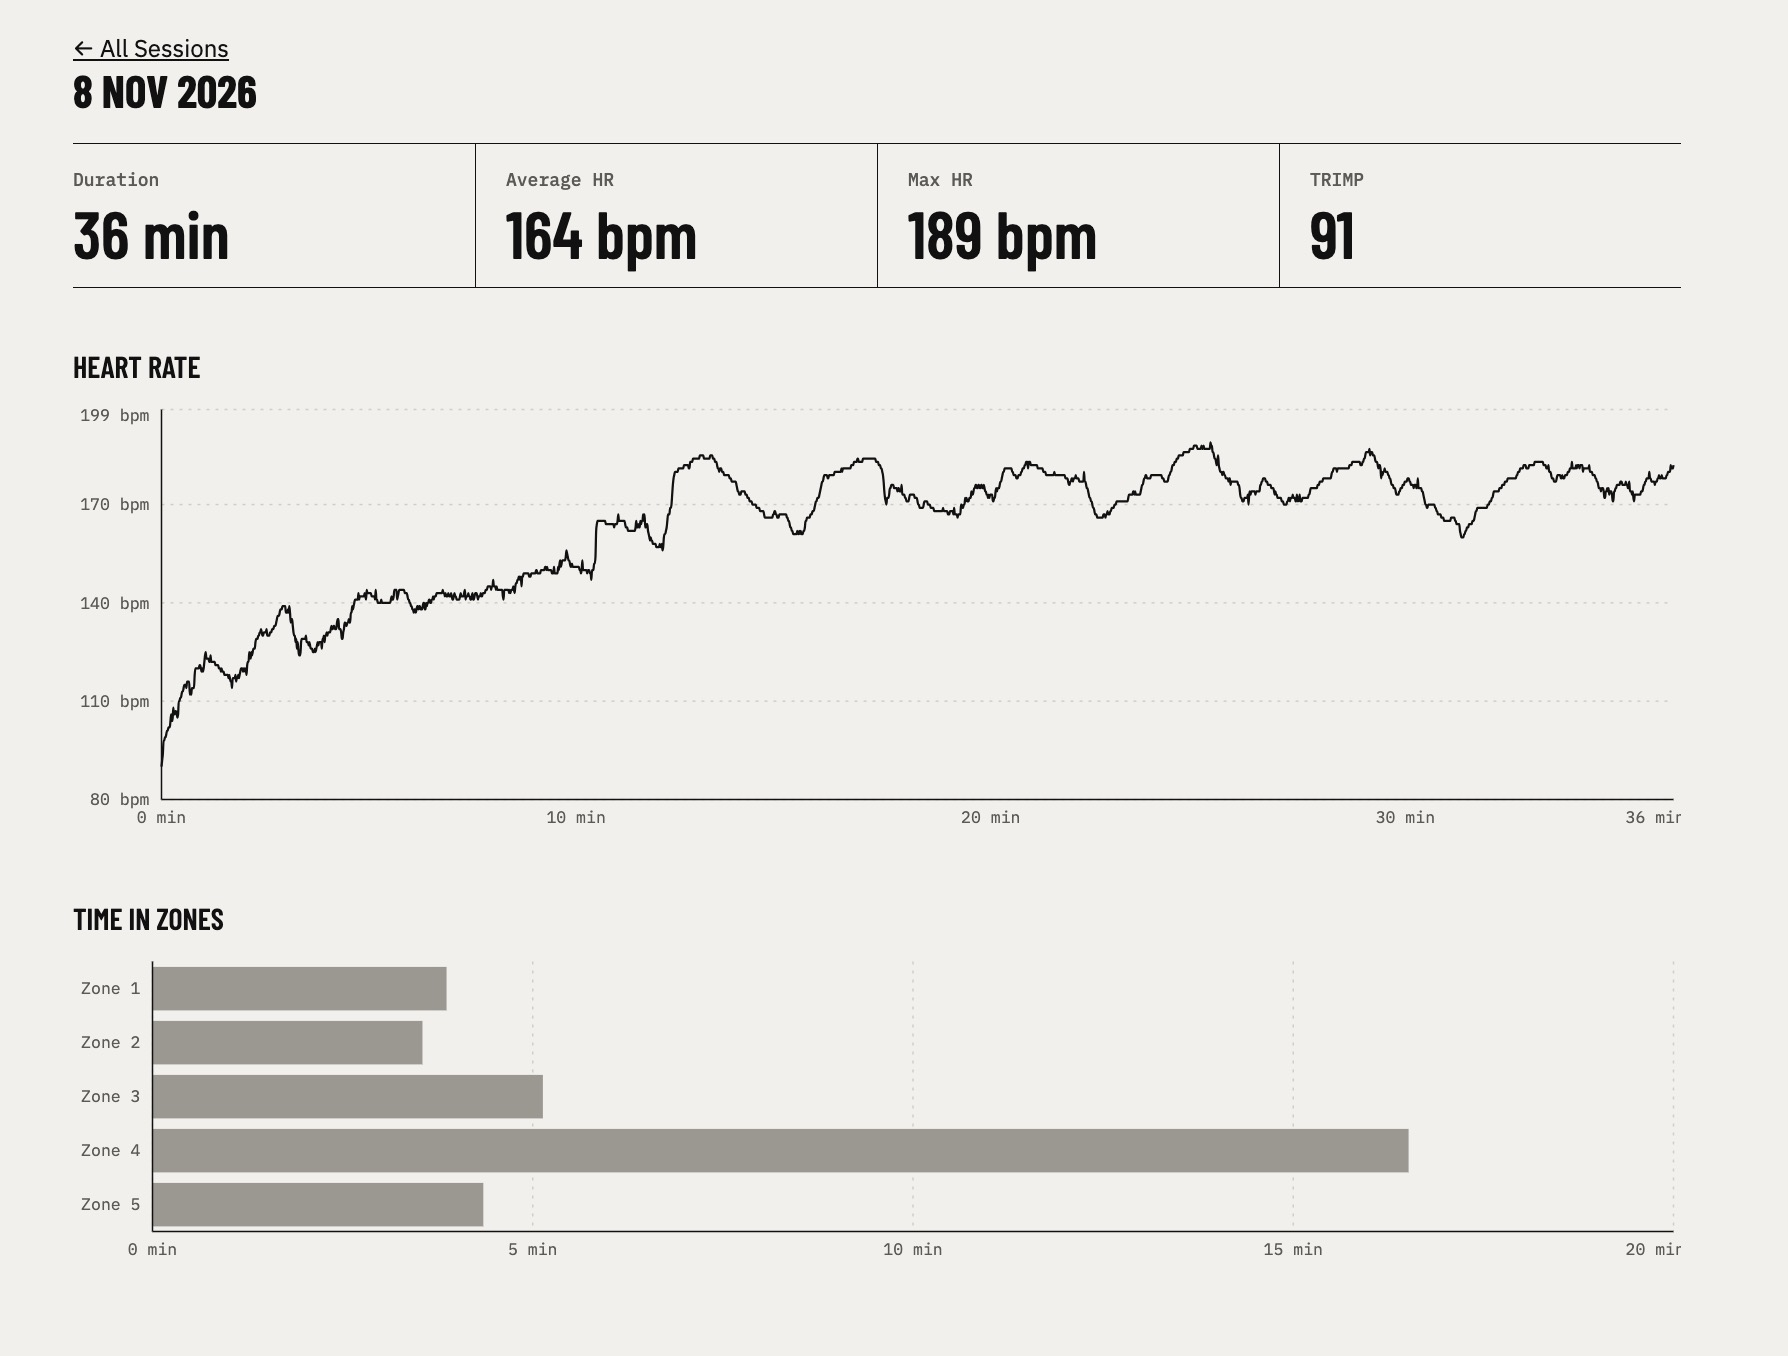 ← All Sessions
8 NOV 2026
Duration
36 min
Average HR
164 bpm
Max HR
189 bpm
TRIMP
91
HEART RATE
199 bpm
170 bpm
140 bpm
110 bpm
80 bpm
0 min 10 min 20 min 30 min 36 min
TIME IN ZONES
Zone 1
Zone 2
Zone 3
Zone 4
Zone 5
0 min 5 min 10 min 15 min 20 min